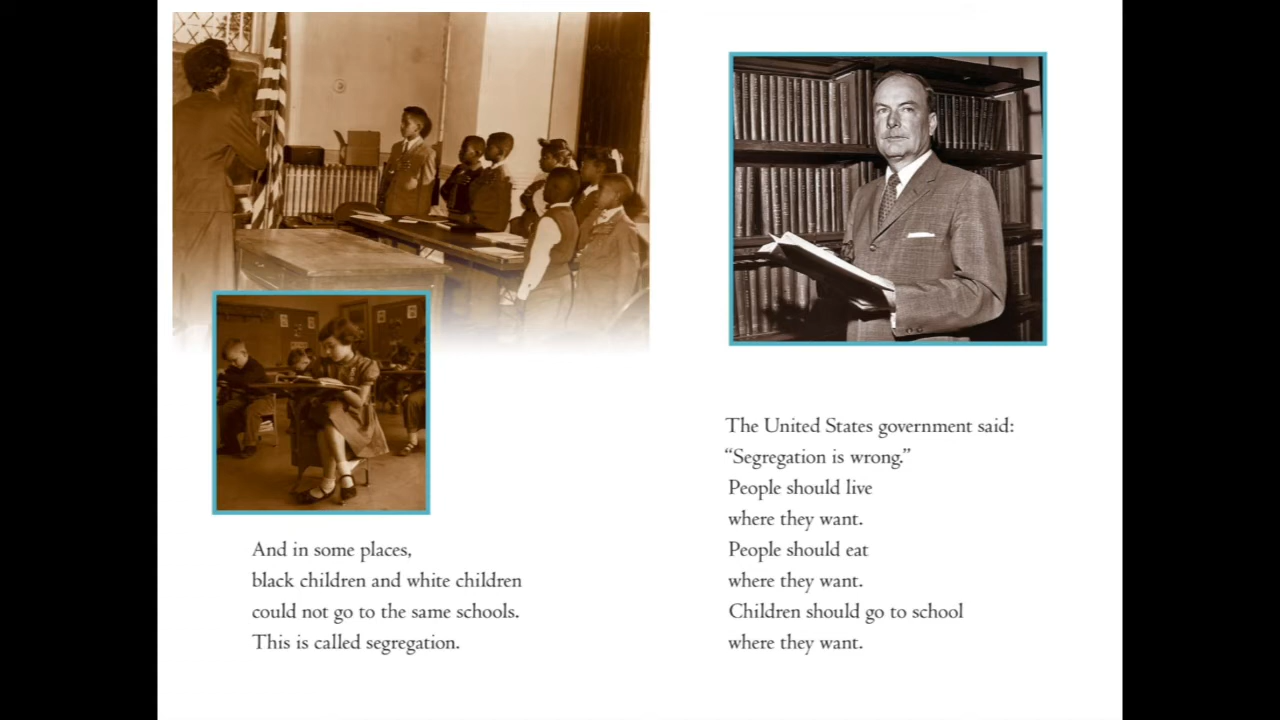 And in some places,
black children and white children
could not go to the same schools.
This is called segregation.
The United States government said:
“Segregation is wrong.”
People should live
where they want.
People should eat
where they want.
Children should go to school
where they want.